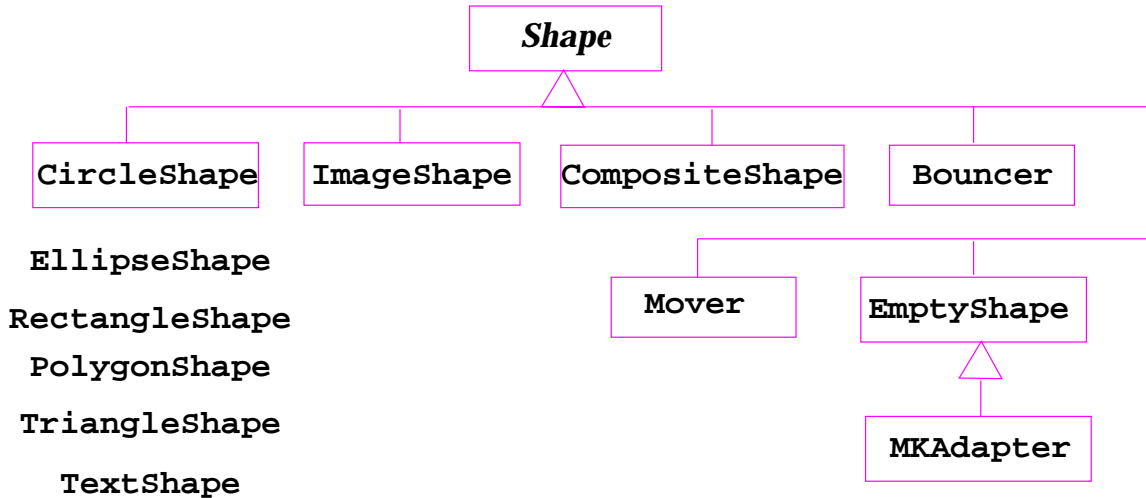 Shape
CircleShape
ImageShape
CompositeShape
Bouncer
EllipseShape
RectangleShape
PolygonShape
TriangleShape
TextShape
Mover
EmptyShape
MKAdapter